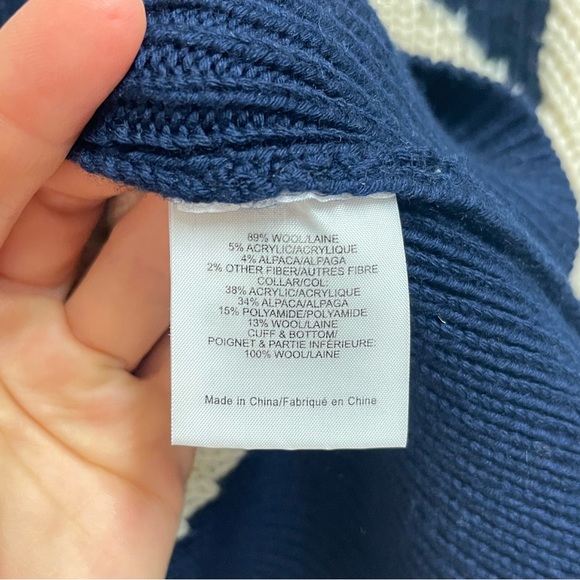 89% WOOL/LAINE
5% ACRYLIC/ACRYLIQUE
4% ALPACA/ALPAGA
2% OTHER FIBER/AUTRES FIBRE
COLLAR/COL:
38% ACRYLIC/ACRYLIQUE
34% ALPACA/ALPAGA
15% POLYAMIDE/POLYAMIDE
13% WOOL/LAINE
CUFF & BOTTOM/
POIGNET & PARTIE INFÉRIEURE:
100% WOOL/LAINE
Made in China/Fabriqué en Chine